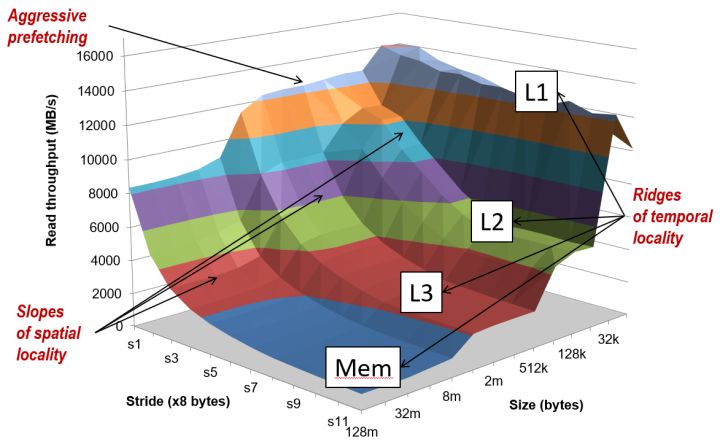 Aggressive
prefetching
16000
14000
12000
10000
8000
6000
4000
2000
0
Read throughput (MB/s)
L1
L2
L3
Mem
Ridges
of temporal
locality
Slopes
of spatial
locality
s1
s3
s5
s7
s9
s11
Stride (x8 bytes)
128m
32m
8m
2m
512k
128k
32k
Size (bytes)